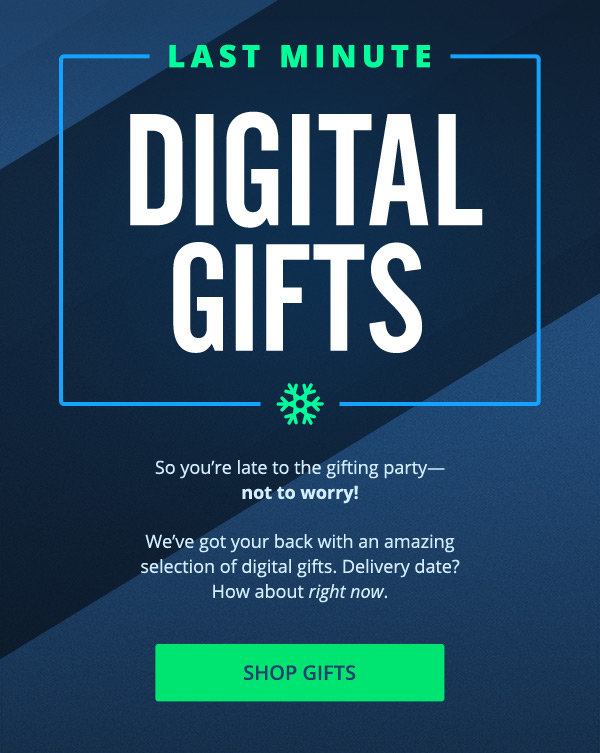 LAST MINUTE
DIGITAL
GIFTS
So you’re late to the gifting party—
not to worry!
We’ve got your back with an amazing
selection of digital gifts. Delivery date?
How about right now.
SHOP GIFTS